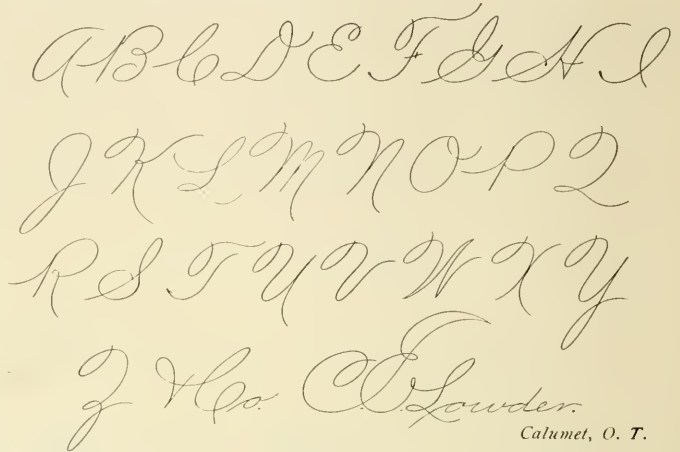 A B C D E F G H I
J K L M N O P Q
R S T U V W X Y
Z & Co. C. E. Lowder.
Calumet, O. T.